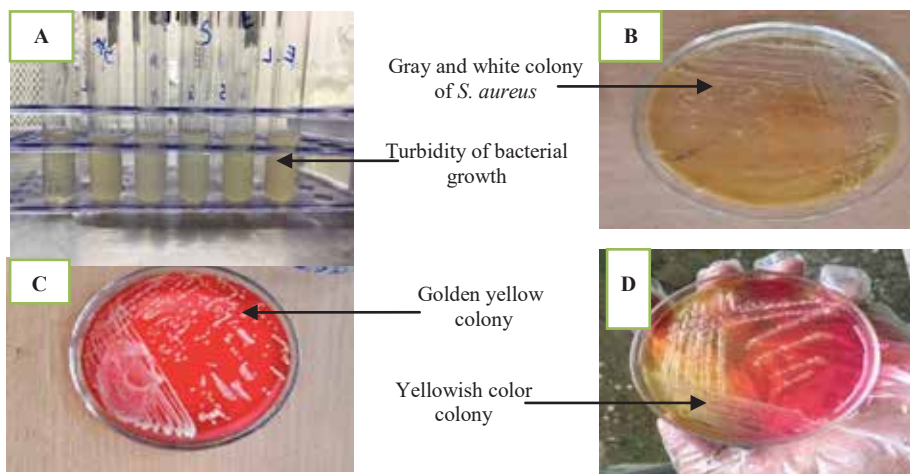 A
B
Gray and white colony
of S. aureus
Turbidity of bacterial
growth
C
D
Golden yellow
colony
Yellowish color
colony